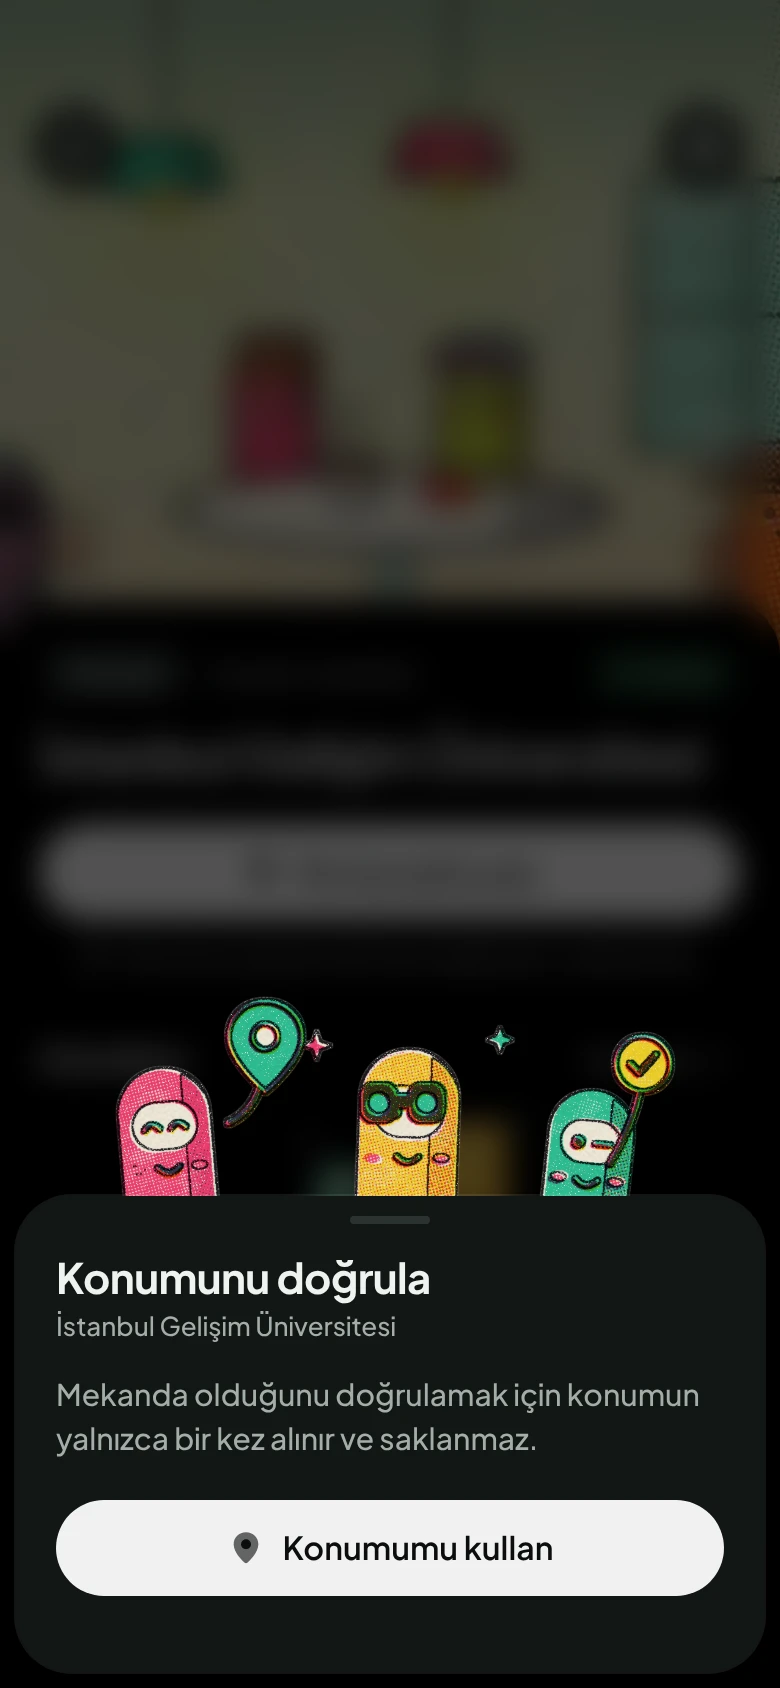 Konumunu doğrula
İstanbul Gelişim Üniversitesi
Mekanda olduğunu doğrulamak için konumun
yalnızca bir kez alınır ve saklanmaz.
Konumumu kullan